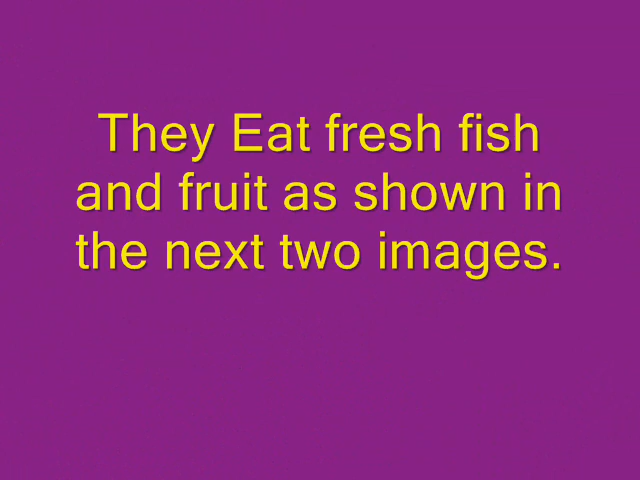 They Eat fresh fish
and fruit as shown in
the next two images.